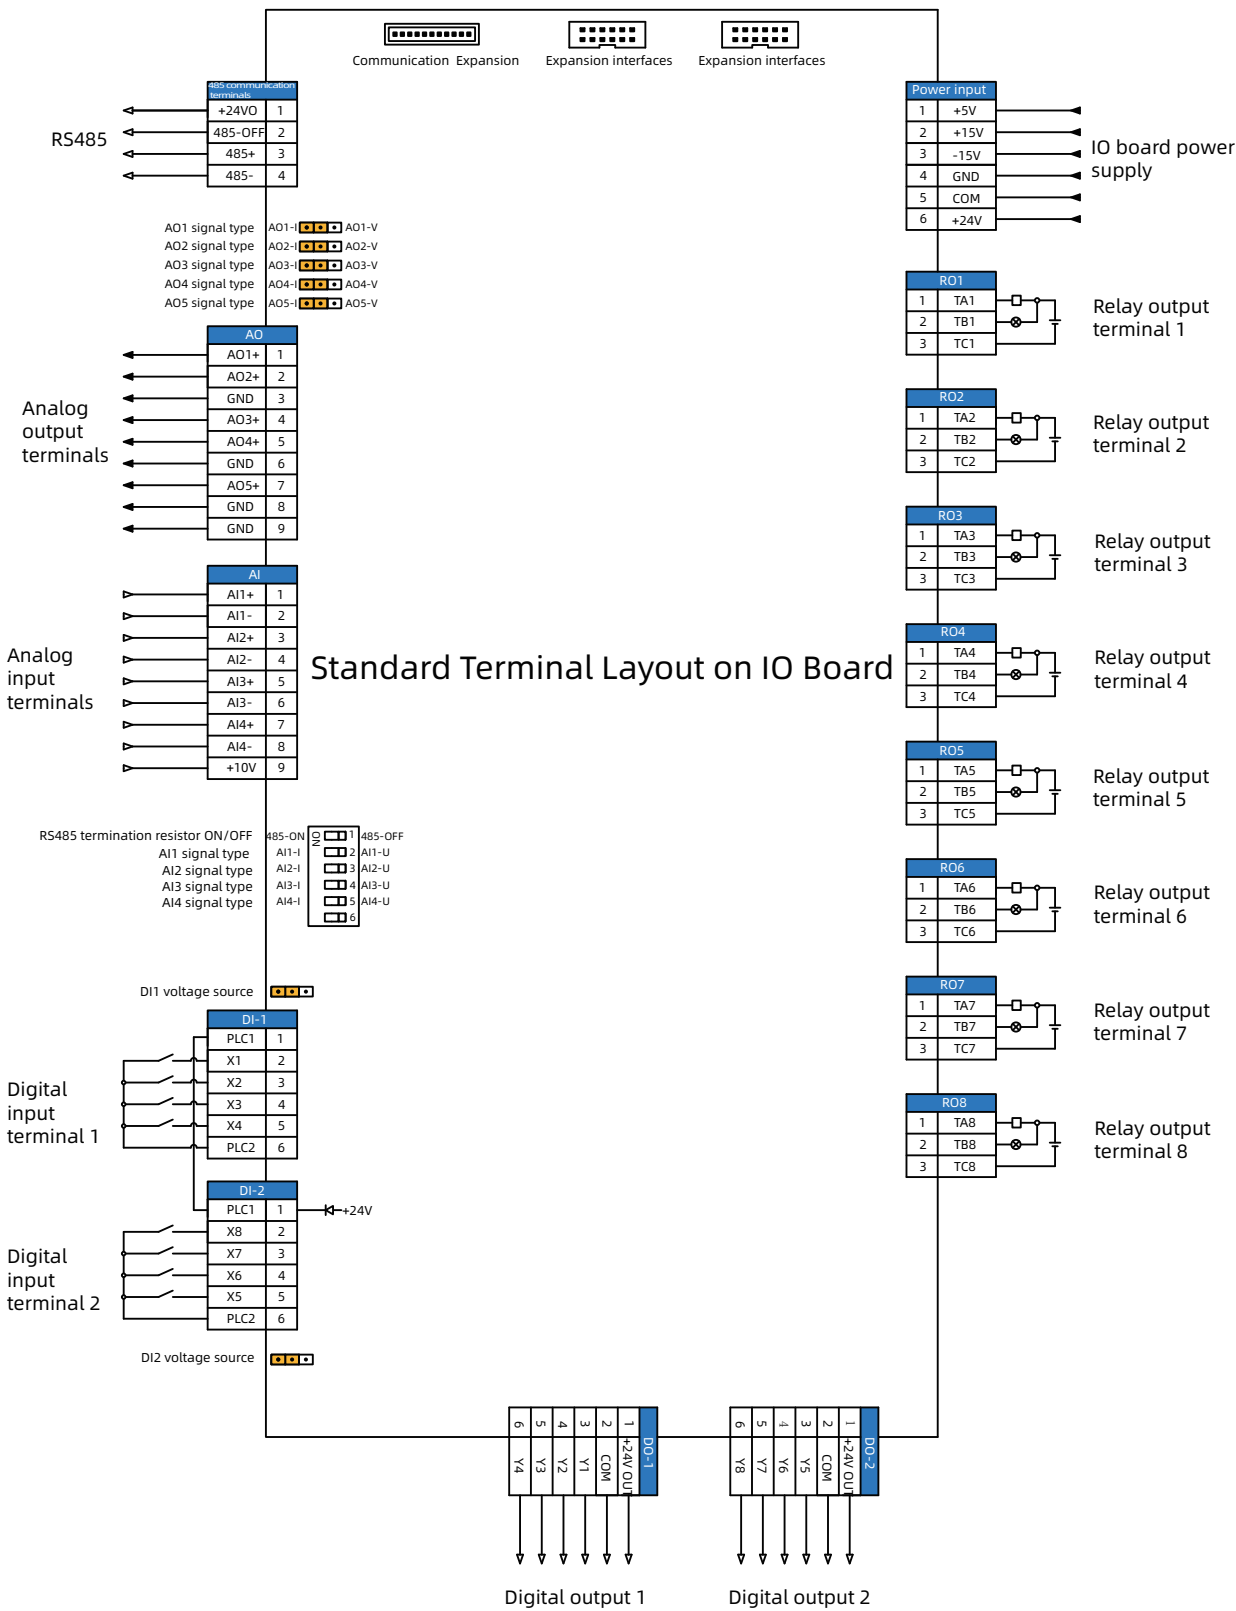 Communication Expansion
Expansion interfaces
Expansion interfaces
485 communication
terminals
+24VO 1
485-OFF 2
485+ 3
485- 4
RS485
Power input
1 +5V
2 +15V
3 -15V
4 GND
5 COM
6 +24V
IO board power
supply
AO1 signal type AO1-I AO1-V
AO2 signal type AO2-I AO2-V
AO3 signal type AO3-I AO3-V
AO4 signal type AO4-I AO4-V
AO5 signal type AO5-I AO5-V
AO
AO1+ 1
AO2+ 2
GND 3
AO3+ 4
AO4+ 5
GND 6
AO5+ 7
GND 8
GND 9
Analog
output
terminals
AI
AI1+ 1
AI1- 2
AI2+ 3
AI2- 4
AI3+ 5
AI3- 6
AI4+ 7
AI4- 8
+10V 9
Analog
input
terminals
Standard Terminal Layout on IO Board
RO1
1 TA1
2 TB1
3 TC1
Relay output
terminal 1
RO2
1 TA2
2 TB2
3 TC2
Relay output
terminal 2
RO3
1 TA3
2 TB3
3 TC3
Relay output
terminal 3
RO4
1 TA4
2 TB4
3 TC4
Relay output
terminal 4
RO5
1 TA5
2 TB5
3 TC5
Relay output
terminal 5
RO6
1 TA6
2 TB6
3 TC6
Relay output
terminal 6
RO7
1 TA7
2 TB7
3 TC7
Relay output
terminal 7
RO8
1 TA8
2 TB8
3 TC8
Relay output
terminal 8
RS485 termination resistor ON/OFF 485-ON ON 1 485-OFF
AI1 signal type AI1-I 2 AI1-U
AI2 signal type AI2-I 3 AI2-U
AI3 signal type AI3-I 4 AI3-U
AI4 signal type AI4-I 5 AI4-U
6
DI1 voltage source
DI-1
PLC1 1
X1 2
X2 3
X3 4
X4 5
PLC2 6
Digital
input
terminal 1
DI-2
PLC1 1 +24V
X8 2
X7 3
X6 4
X5 5
PLC2 6
Digital
input
terminal 2
DI2 voltage source
DO-1
1 +24V OUT
2 COM
3 Y1
4 Y2
5 Y3
6 Y4
Digital output 1
DO-2
1 +24V OUT
2 COM
3 Y5
4 Y6
5 Y7
6 Y8
Digital output 2